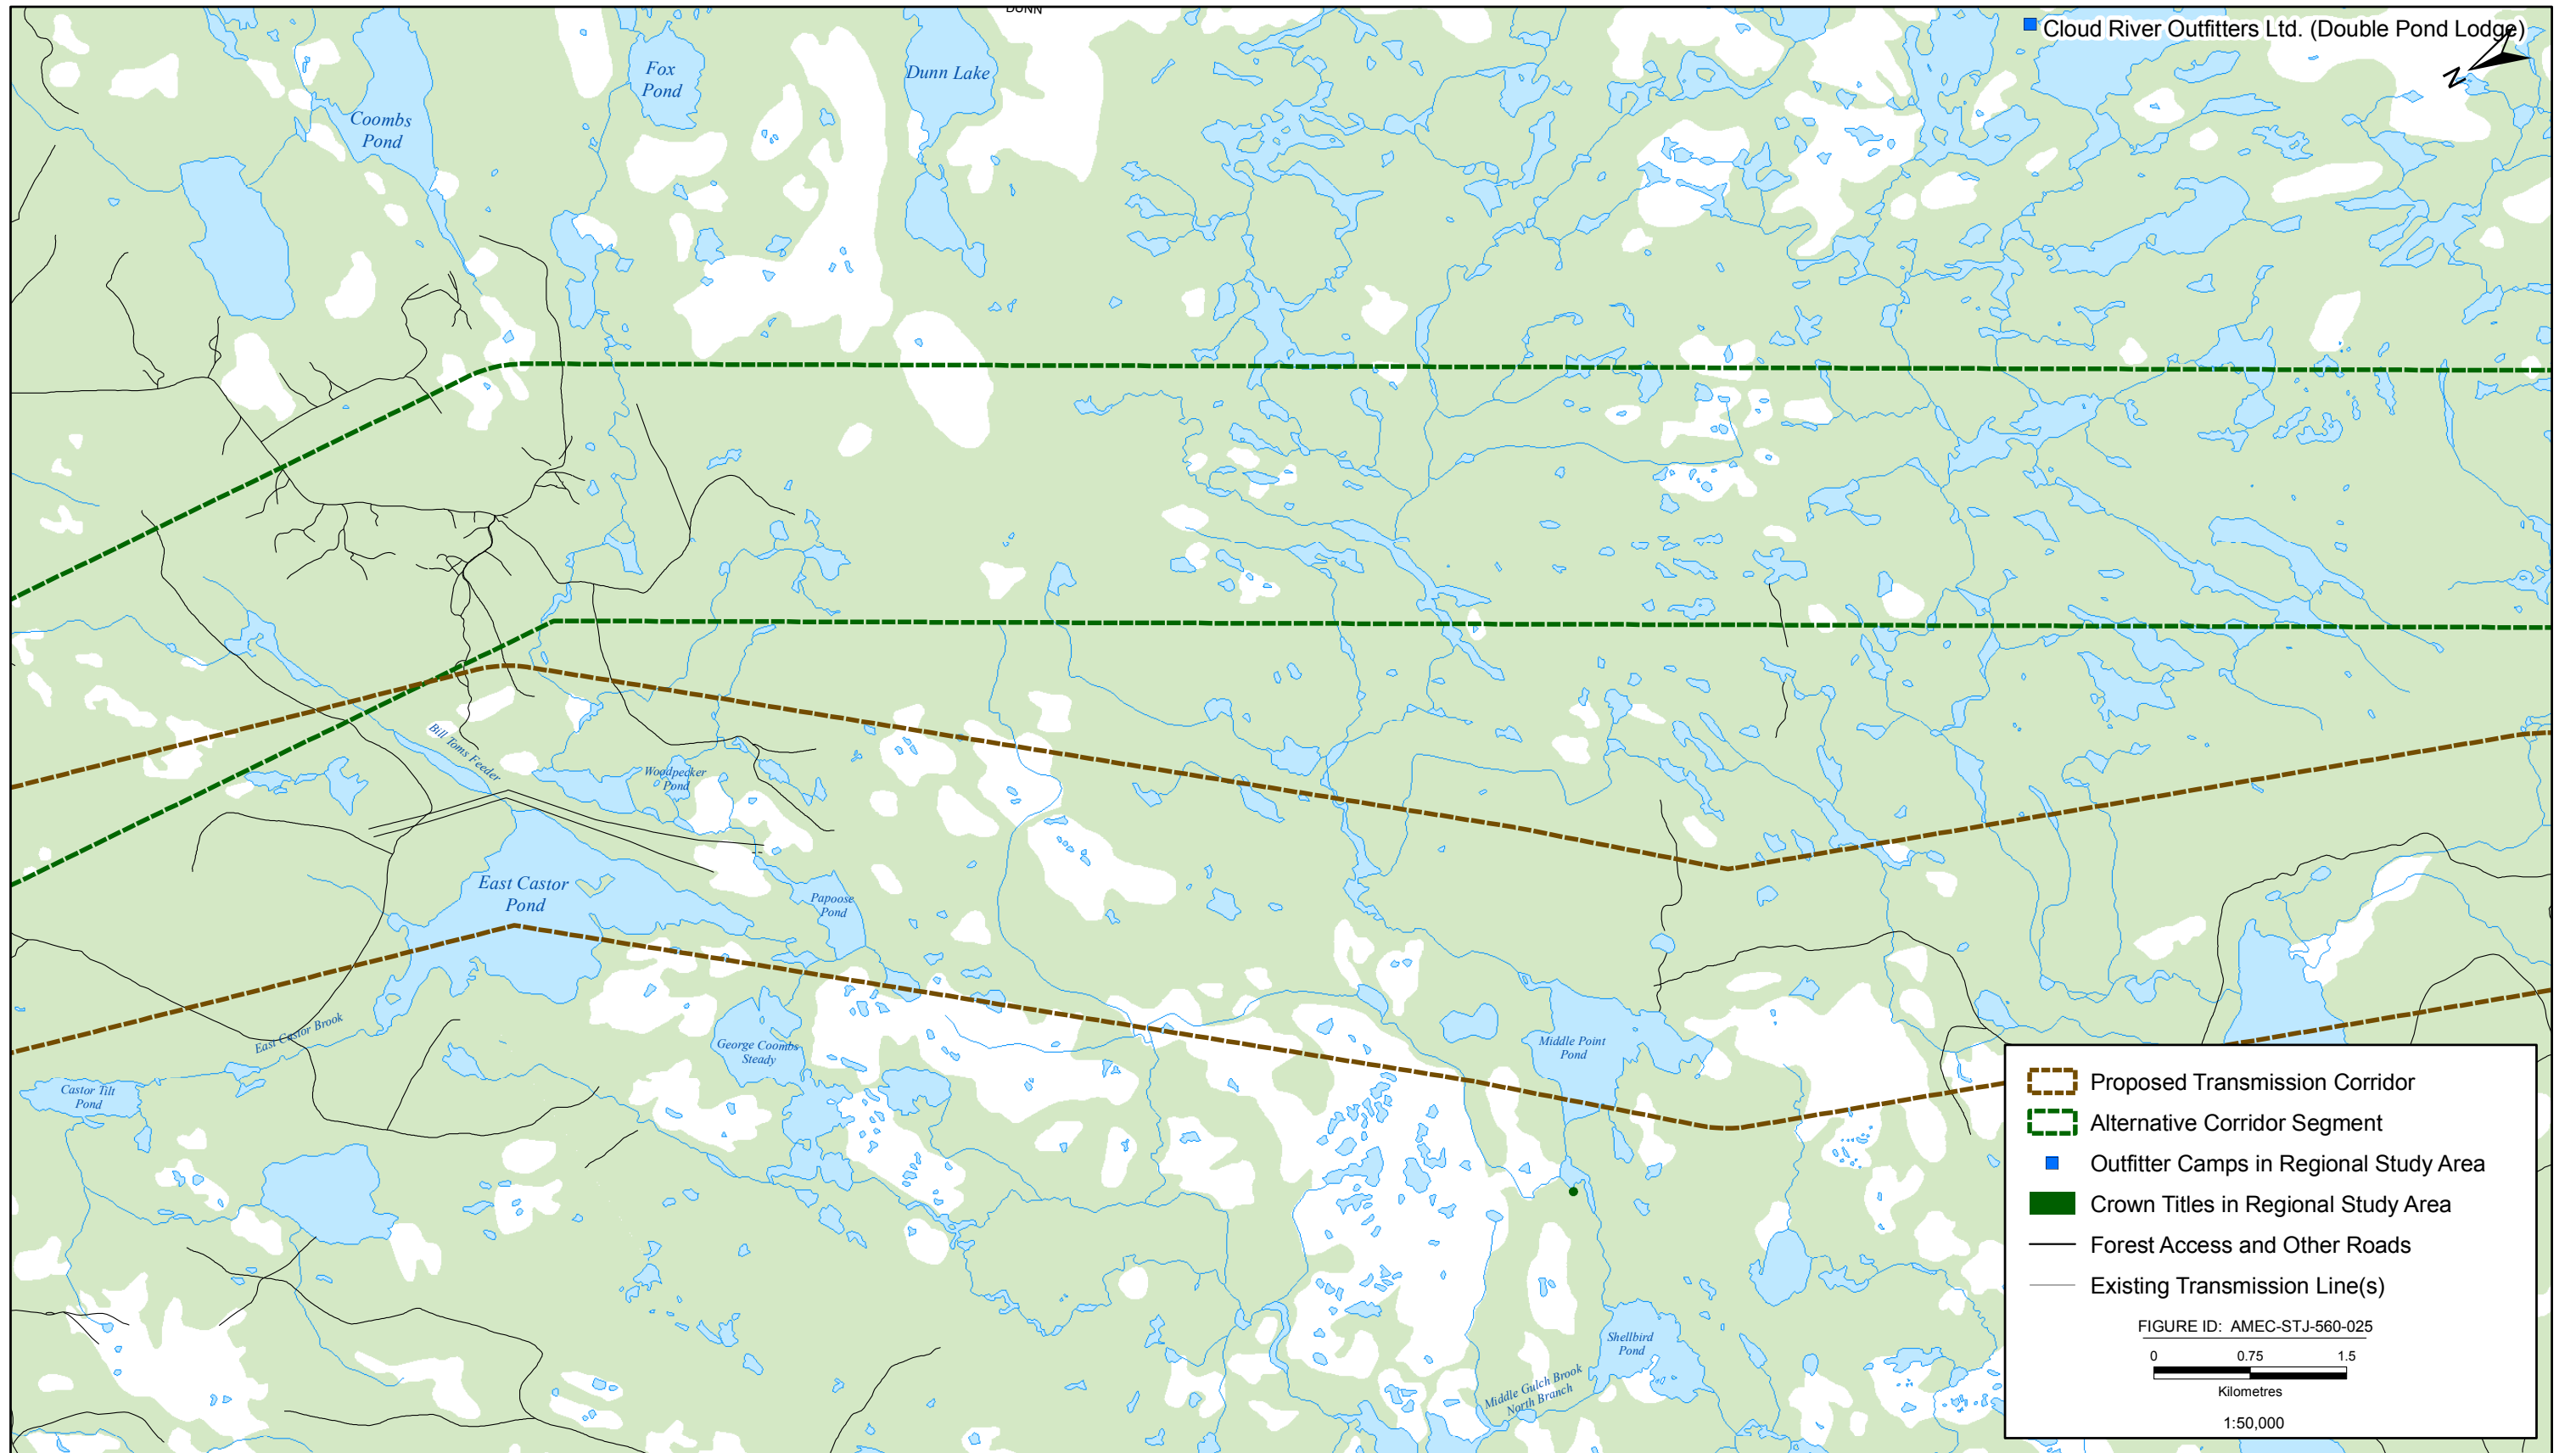 DUNN
Cloud River Outfitters Ltd. (Double Pond Lodge)
N
Fox
Pond
Dunn Lake
Coombs
Pond
Bill Toms Feeder
Woodpecker
Pond
East Castor
Pond
Papoose
Pond
East Castor Brook
George Coombs
Steady
Middle Point
Pond
Castor Tilt
Pond
Shellbird
Pond
Middle Gulch Brook
North Branch
Proposed Transmission Corridor
Alternative Corridor Segment
Outfitter Camps in Regional Study Area
Crown Titles in Regional Study Area
Forest Access and Other Roads
Existing Transmission Line(s)
FIGURE ID: AMEC-STJ-560-025
0 0.75 1.5
Kilometres
1:50,000